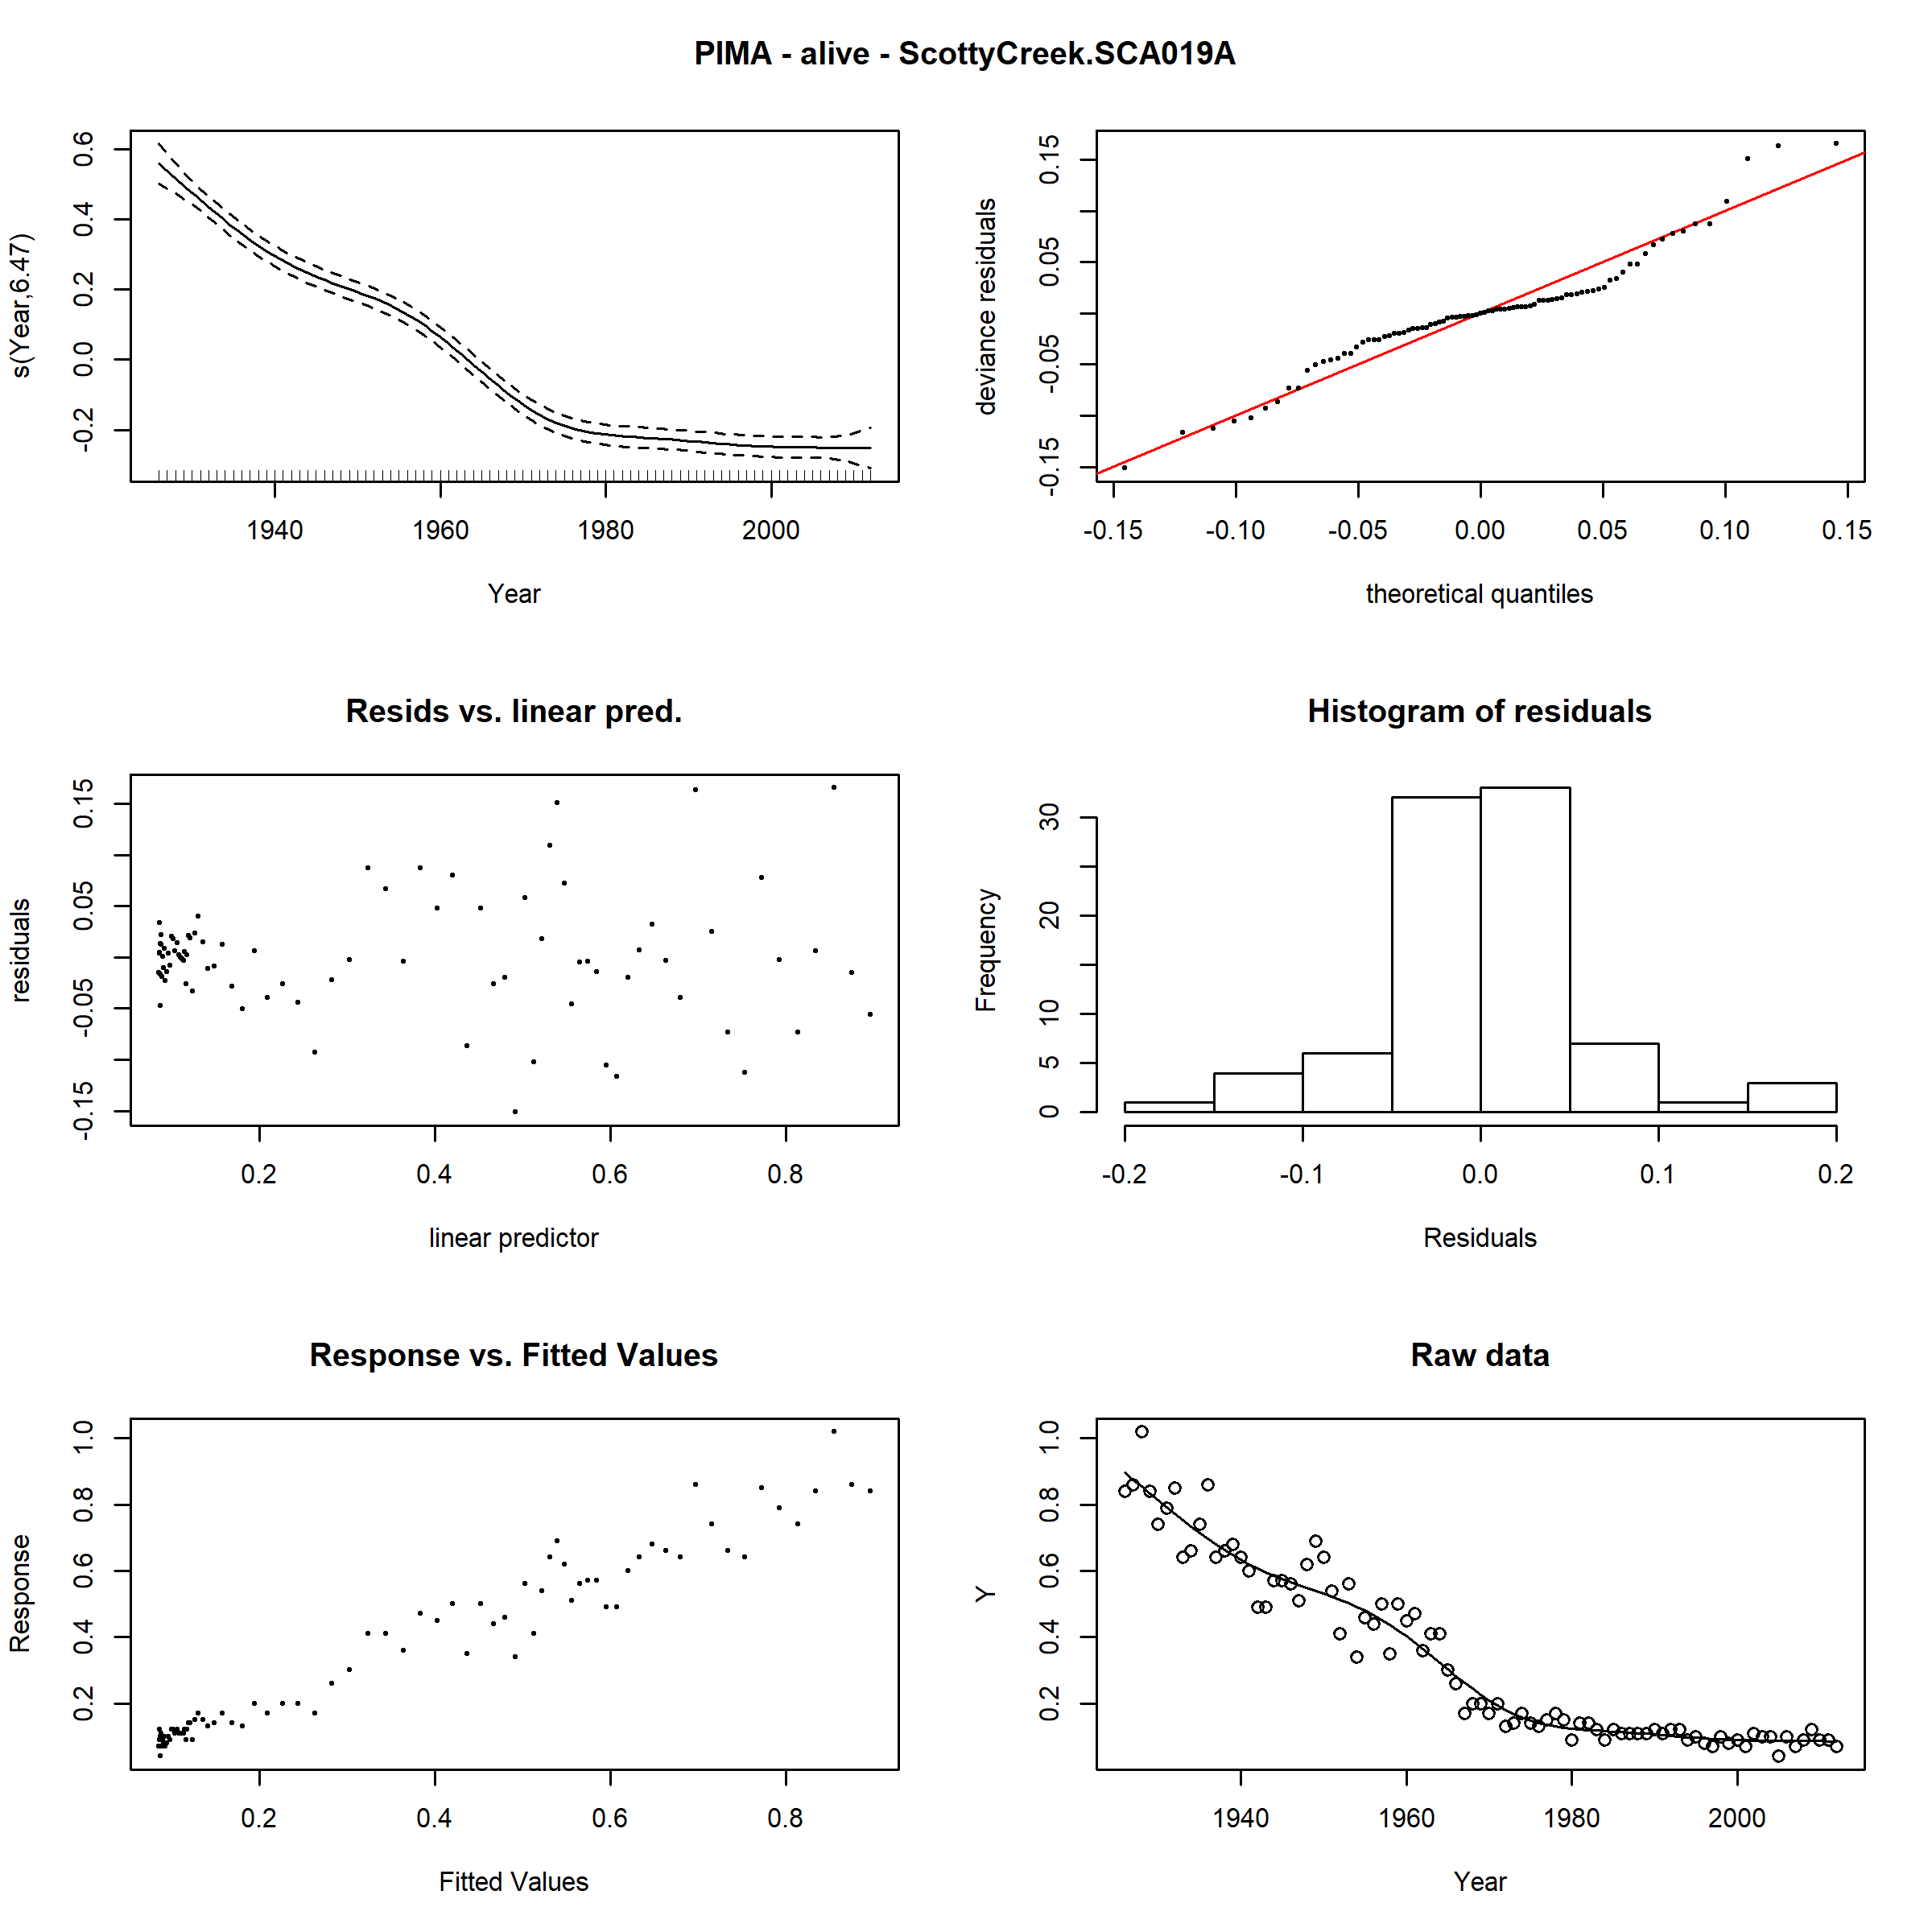 PIMA - alive - ScottyCreek.SCA019A
s(Year,6.47)
0.6
0.4
0.2
0.0
-0.2
1940 1960 1980 2000
Year
deviance residuals
0.15
0.05
-0.05
-0.15
-0.15 -0.10 -0.05 0.00 0.05 0.10 0.15
theoretical quantiles
Resids vs. linear pred.
residuals
0.15
0.05
-0.05
-0.15
0.2 0.4 0.6 0.8
linear predictor
Histogram of residuals
Frequency
30
20
10
5
0
-0.2 -0.1 0.0 0.1 0.2
Residuals
Response vs. Fitted Values
Response
1.0
0.8
0.6
0.4
0.2
0.2 0.4 0.6 0.8
Fitted Values
Raw data
Y
1.0
0.8
0.6
0.4
0.2
1940 1960 1980 2000
Year